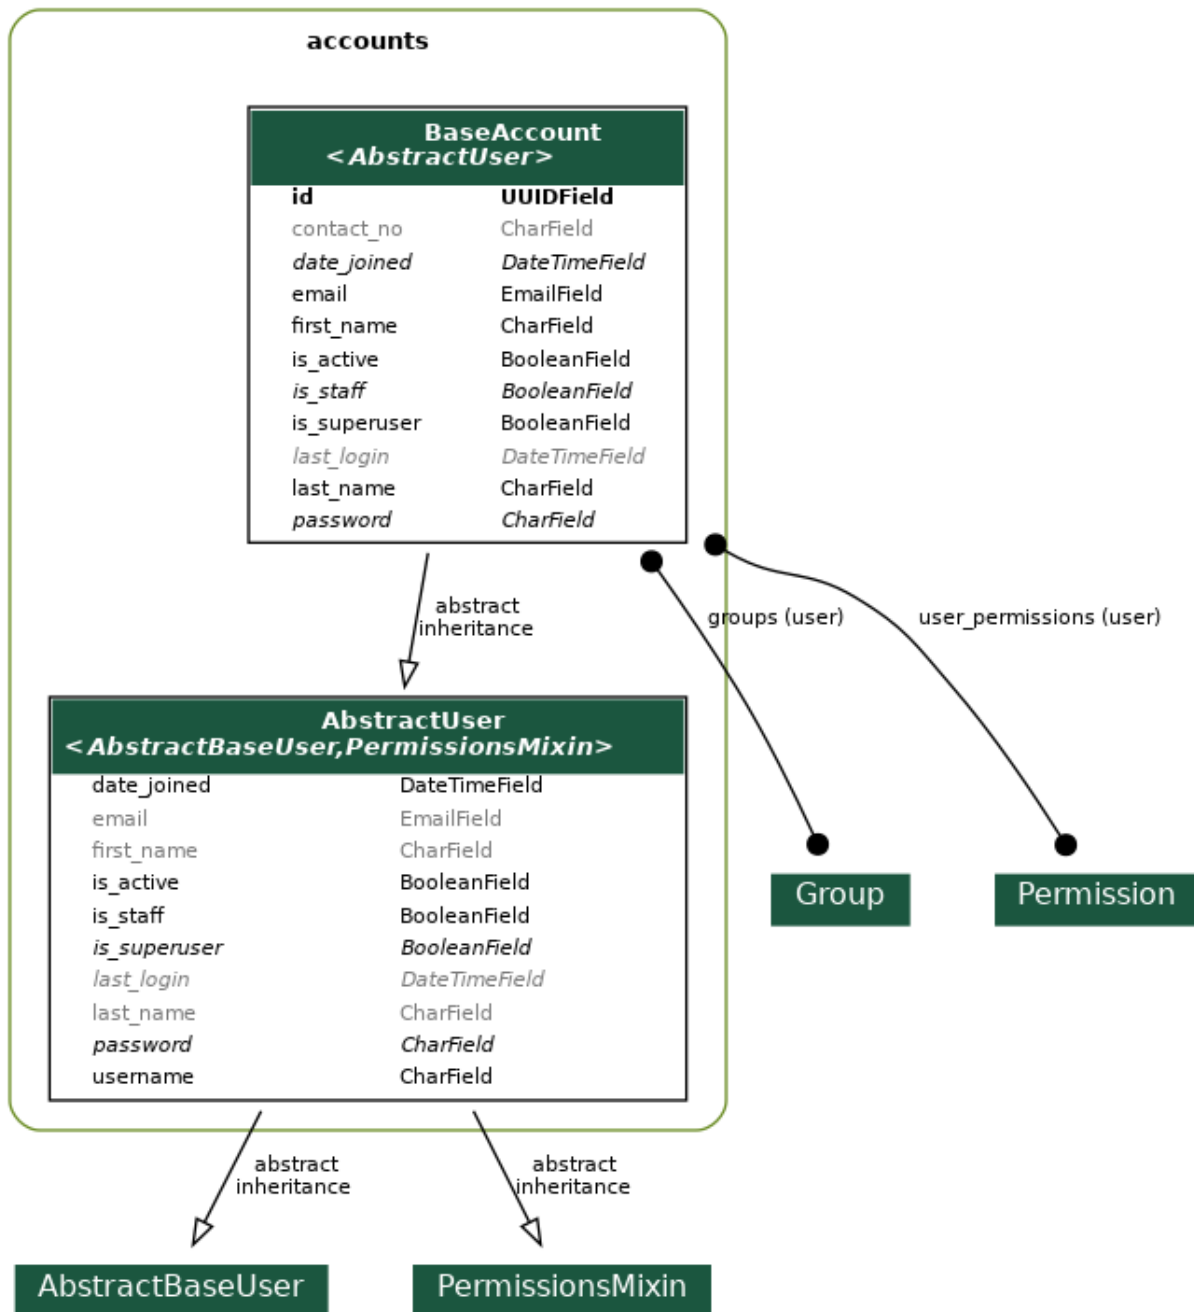 accounts
BaseAccount
<AbstractUser>
id UUIDField
contact_no CharField
date_joined DateTimeField
email EmailField
first_name CharField
is_active BooleanField
is_staff BooleanField
is_superuser BooleanField
last_login DateTimeField
last_name CharField
password CharField
abstract
inheritance
groups (user)
user_permissions (user)
AbstractUser
<AbstractBaseUser,PermissionsMixin>
date_joined DateTimeField
email EmailField
first_name CharField
is_active BooleanField
is_staff BooleanField
is_superuser BooleanField
last_login DateTimeField
last_name CharField
password CharField
username CharField
Group
Permission
abstract
inheritance
abstract
inheritance
AbstractBaseUser
PermissionsMixin